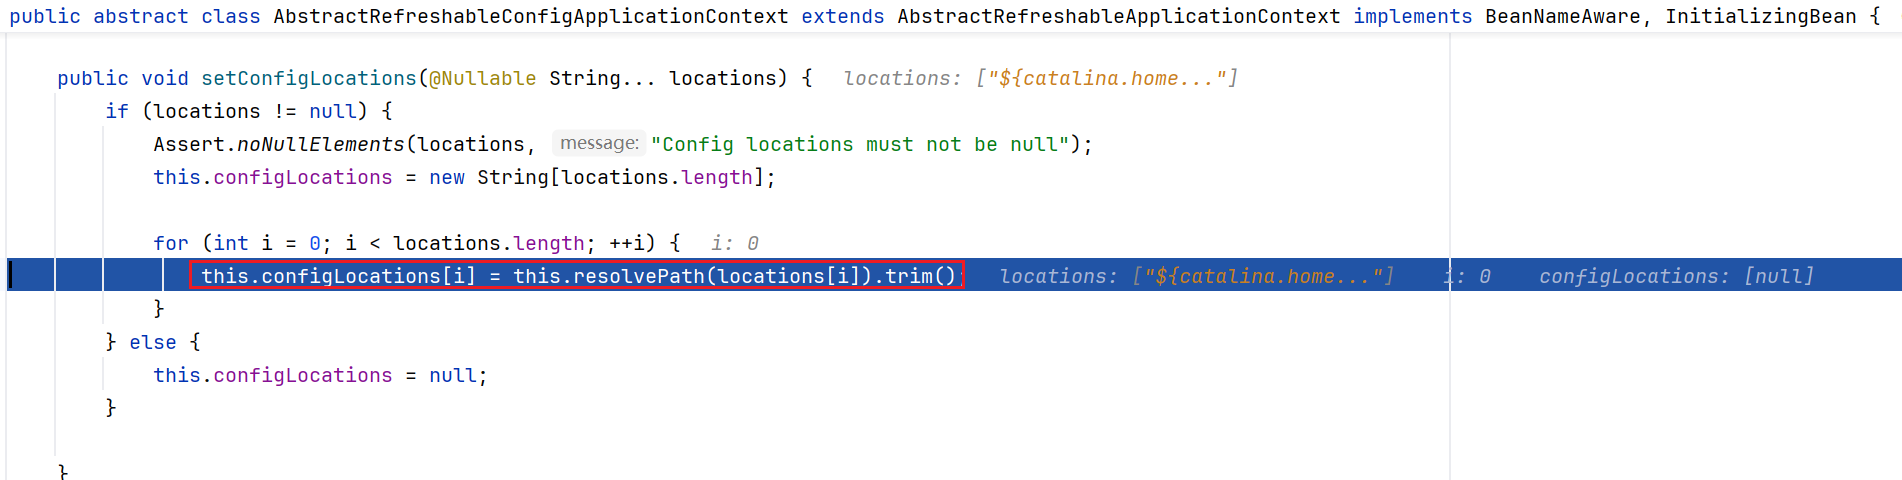 public abstract class AbstractRefreshableConfigApplicationContext extends AbstractRefreshableApplicationContext implements BeanNameAware, InitializingBean {
public void setConfigLocations(@Nullable String... locations) { locations: ["${catalina.home..."]
if (locations != null) {
Assert.noNullElements(locations, message: "Config locations must not be null");
this.configLocations = new String[locations.length];
for (int i = 0; i < locations.length; ++i) { i: 0
this.configLocations[i] = this.resolvePath(locations[i]).trim(); locations: ["${catalina.home..."] i: 0 configLocations: [null]
}
} else {
this.configLocations = null;
}
}